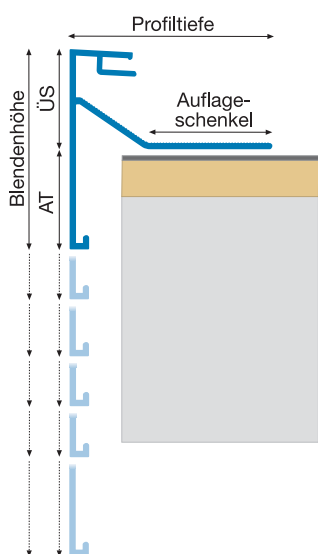 Profiltiefe
Blendenhöhe
ÜS
Auflage-
schenkel
AT